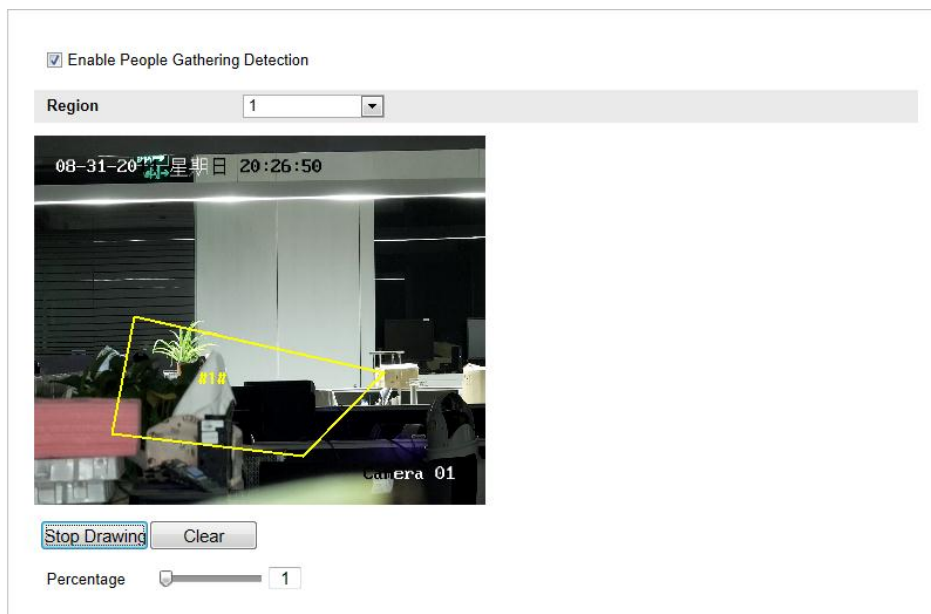 Enable People Gathering Detection
Region 1
08-31-20 星期日 20:26:50
#1#
Camera 01
Stop Drawing Clear
Percentage 1